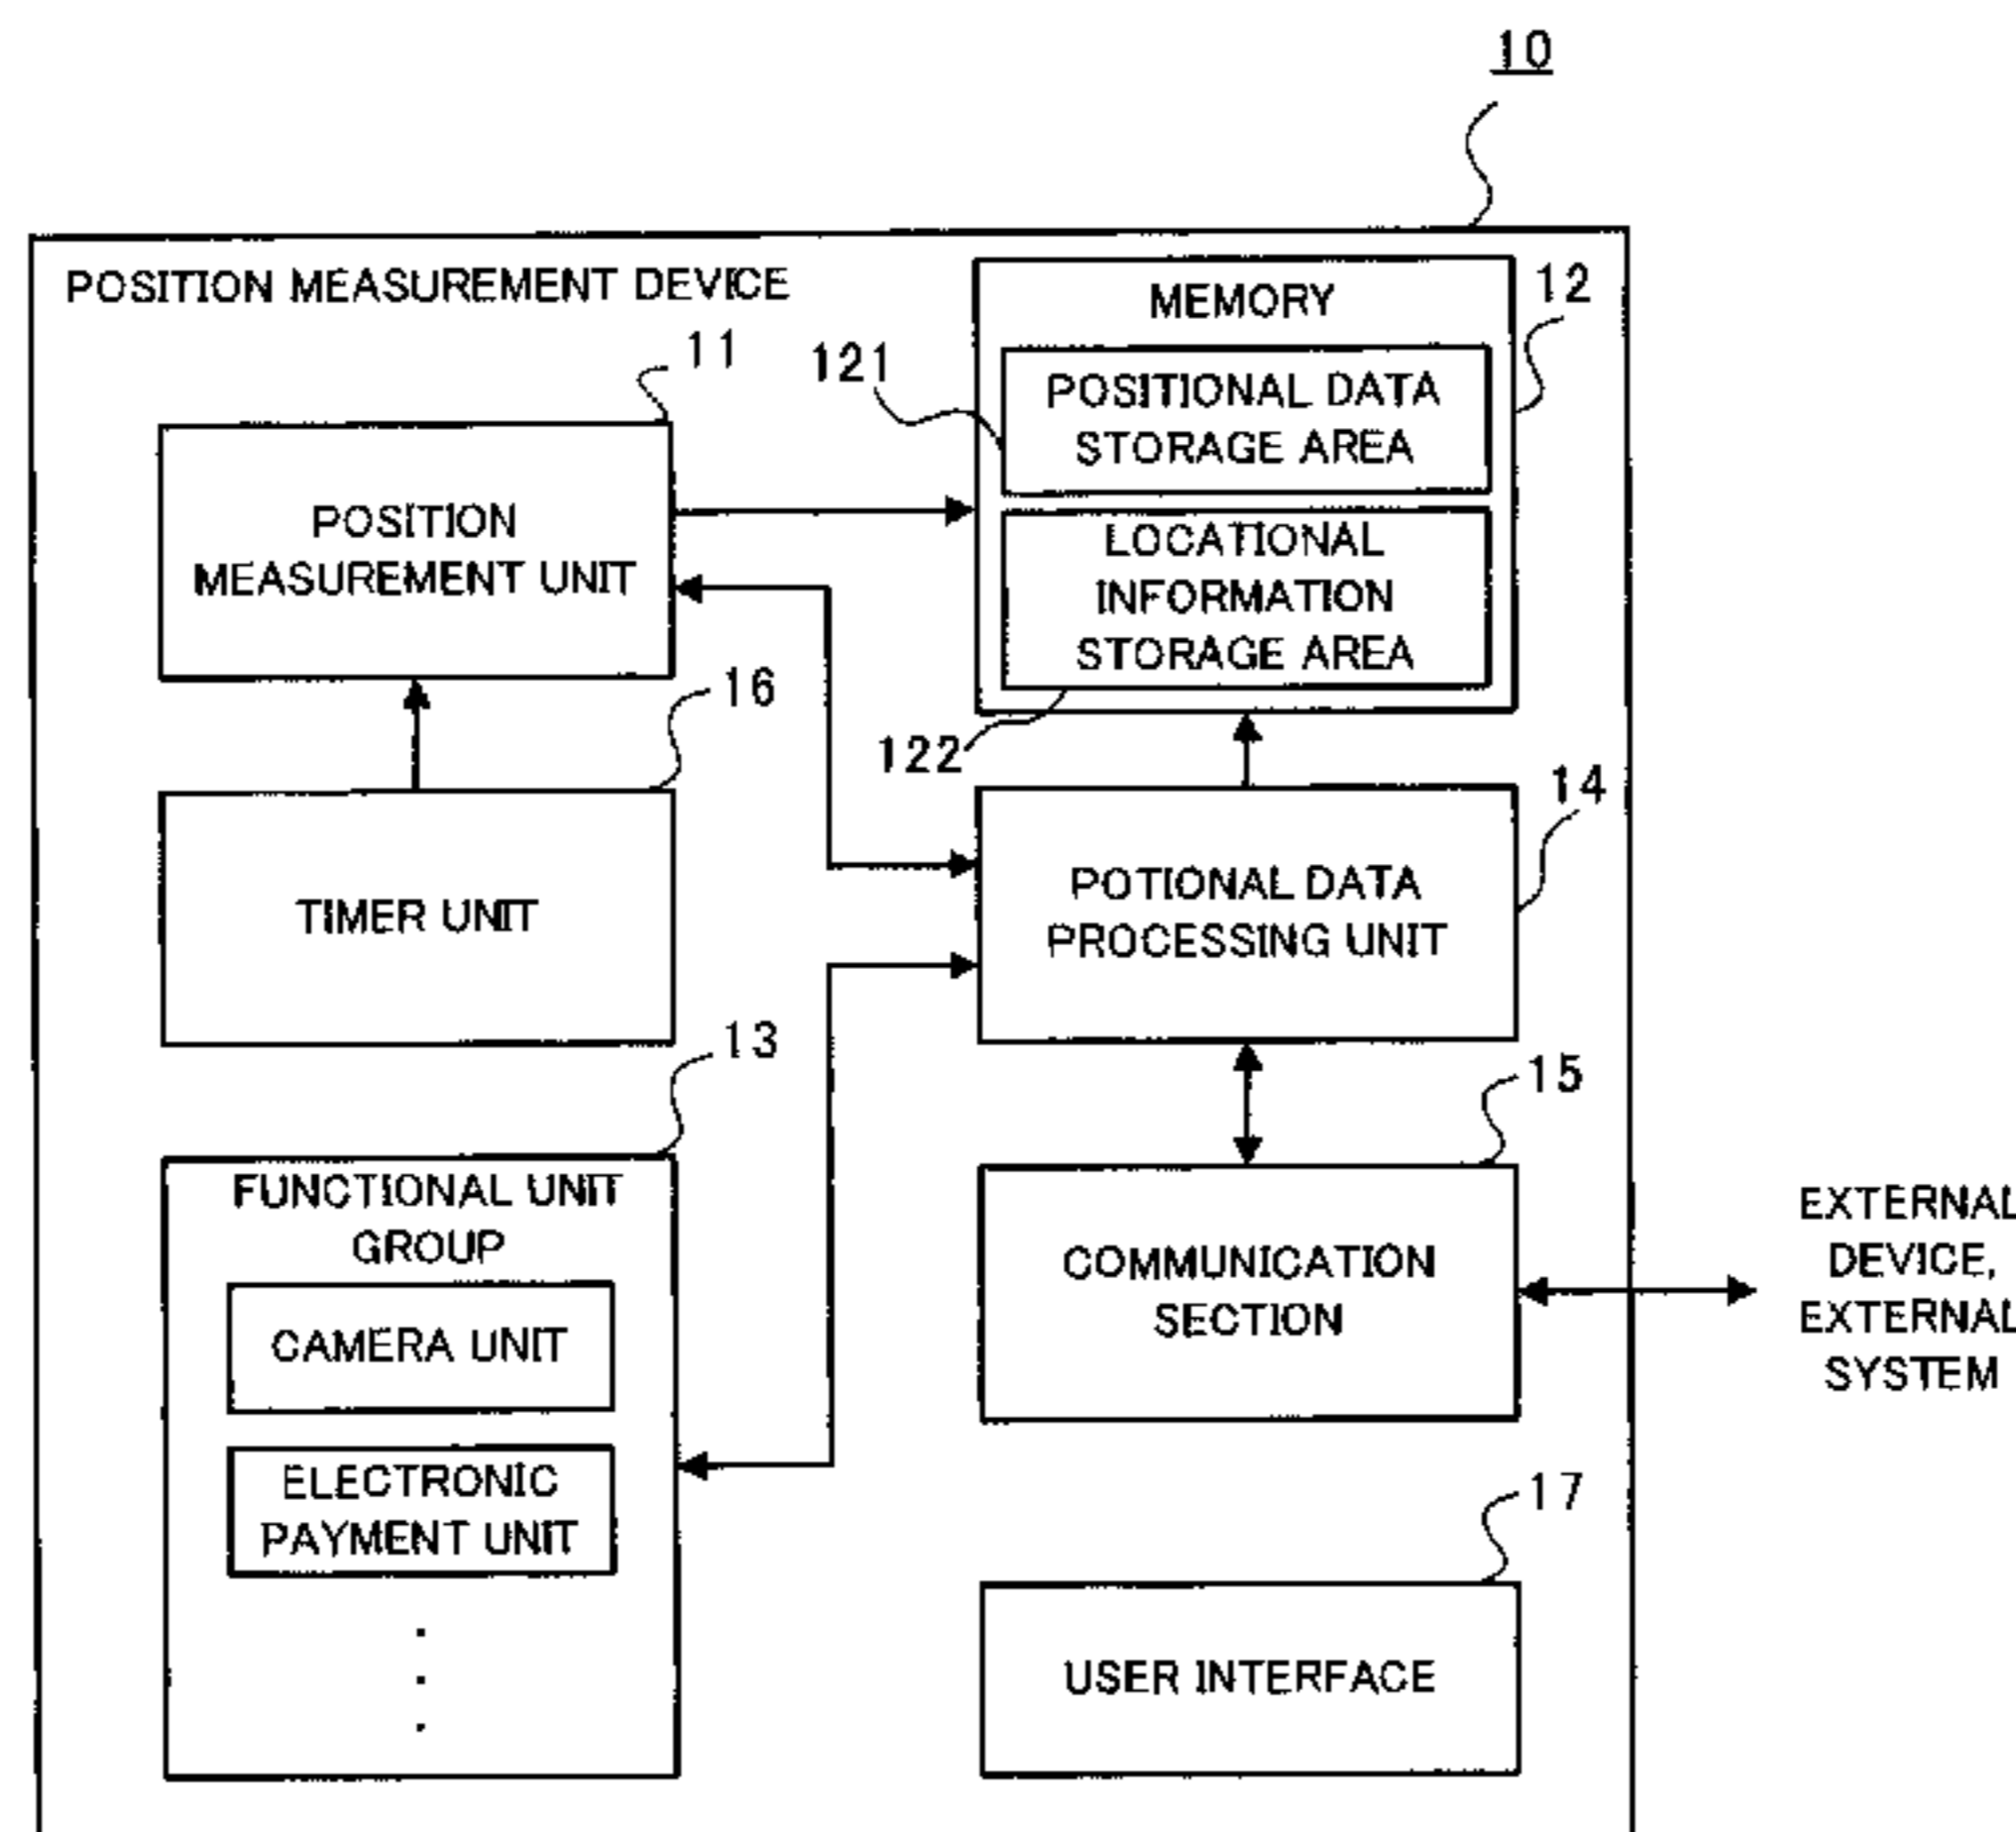 10
POSITION MEASUREMENT DEVICE
MEMORY
12
11
121
POSITIONAL DATA
STORAGE AREA
POSITION
MEASUREMENT UNIT
LOCATIONAL
INFORMATION
STORAGE AREA
16
122
14
TIMER UNIT
POTIONAL DATA
PROCESSING UNIT
13
15
FUNCTIONAL UNIT
GROUP
CAMERA UNIT
COMMUNICATION
SECTION
EXTERNAL
DEVICE,
EXTERNAL
SYSTEM
ELECTRONIC
PAYMENT UNIT
17
USER INTERFACE